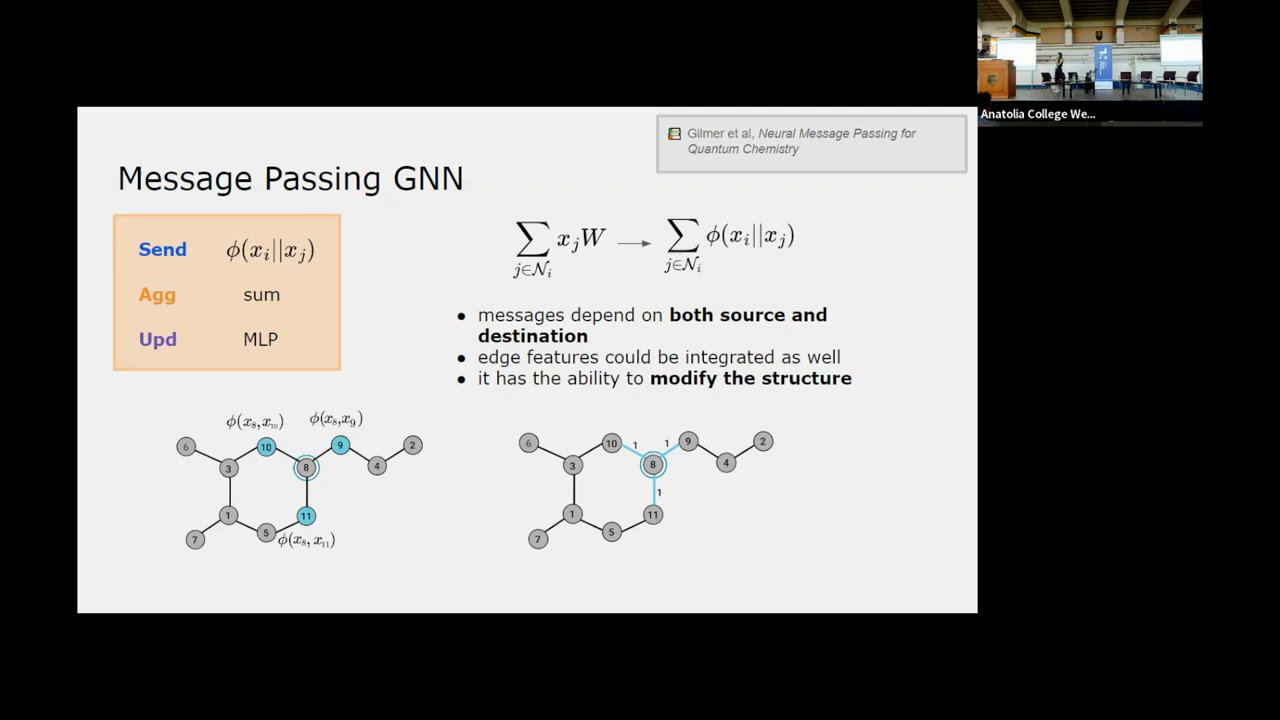 Anatolia College We...
Gilmer et al, Neural Message Passing for
Quantum Chemistry
Message Passing GNN
Send ϕ(x_i||x_j)
Agg sum
Upd MLP
∑_{j∈𝒩_i} x_jW → ∑_{j∈𝒩_i} ϕ(x_i||x_j)
● messages depend on both source and
destination
● edge features could be integrated as well
● it has the ability to modify the structure
ϕ(x_8,x_10) ϕ(x_8,x_9)
6 10 9 2
3 8 4
1 11
7 5 ϕ(x_8,x_11)
6 10 1 1 9 2
3 8 4
1
1 11
7 5